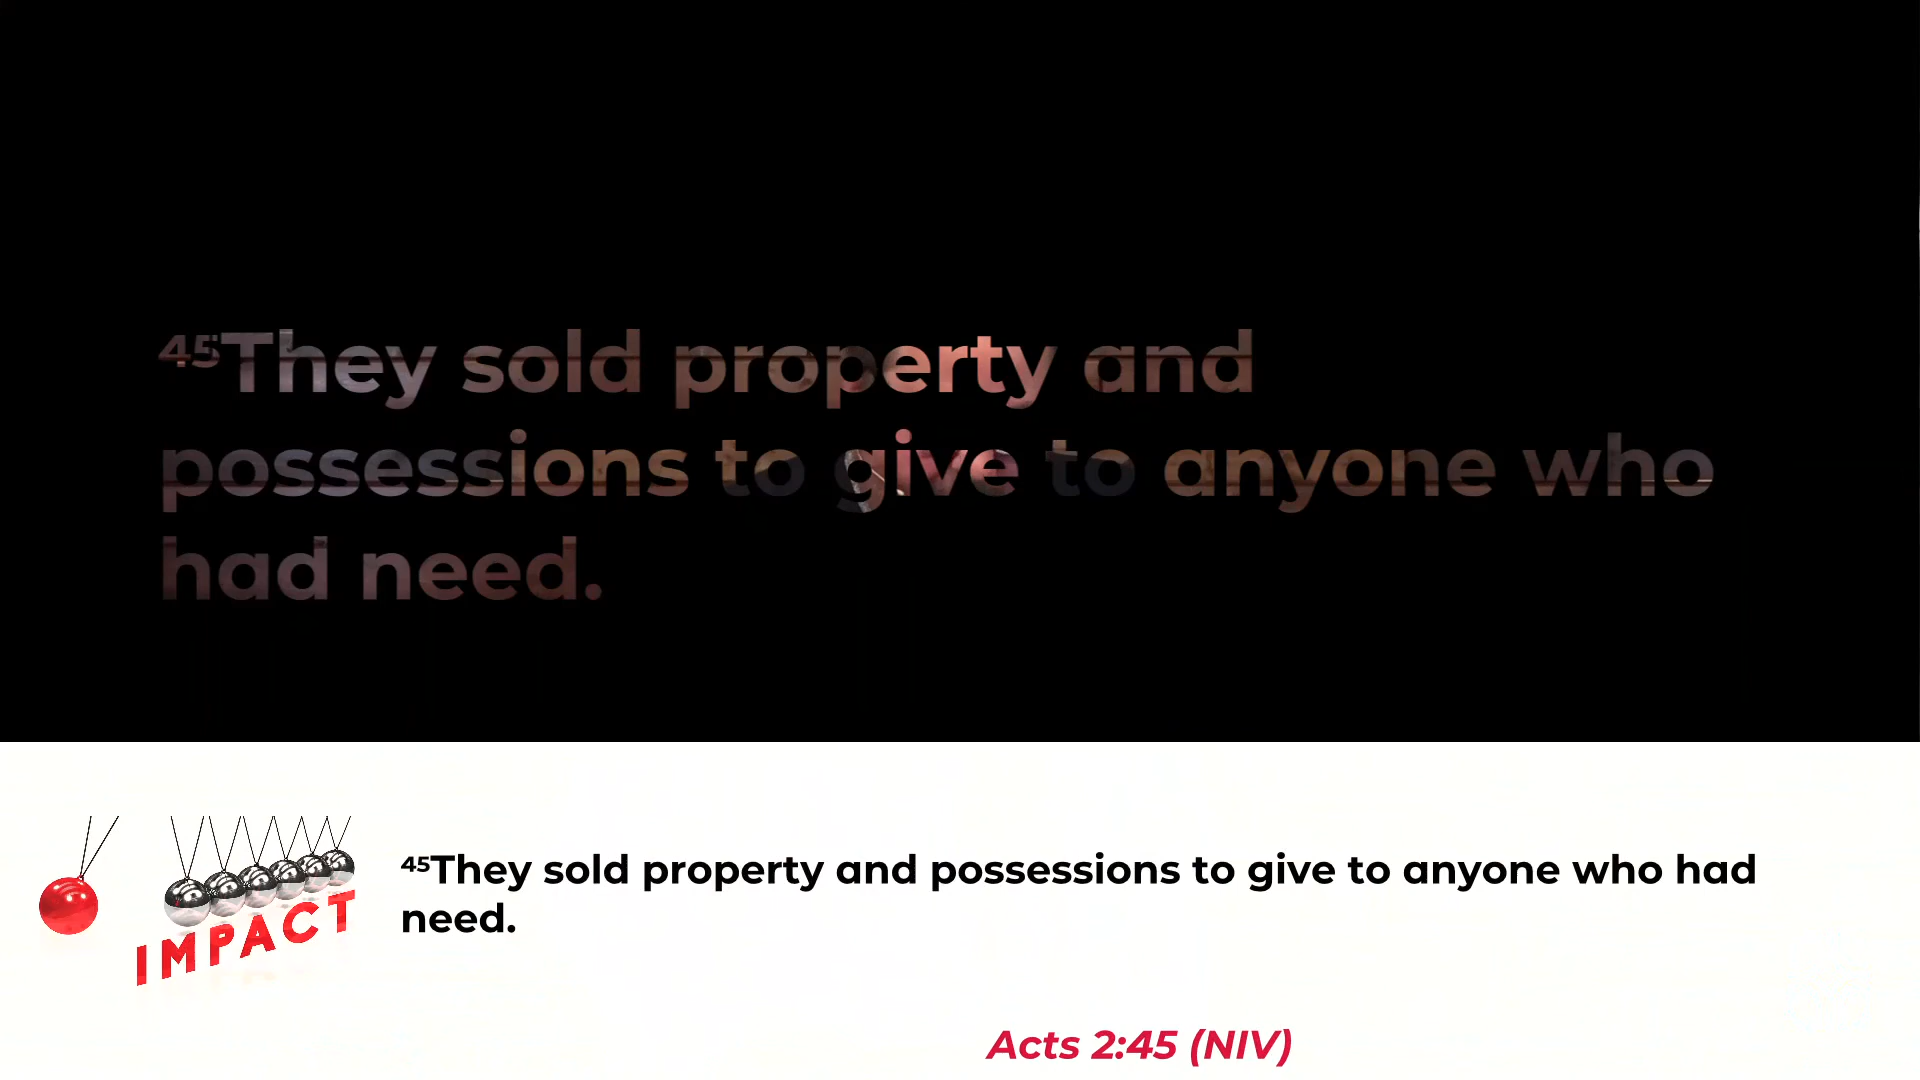 ⁴⁵They sold property and
possessions to give to anyone who
had need.
⁴⁵They sold property and possessions to give to anyone who had
need.
IMPACT
Acts 2:45 (NIV)